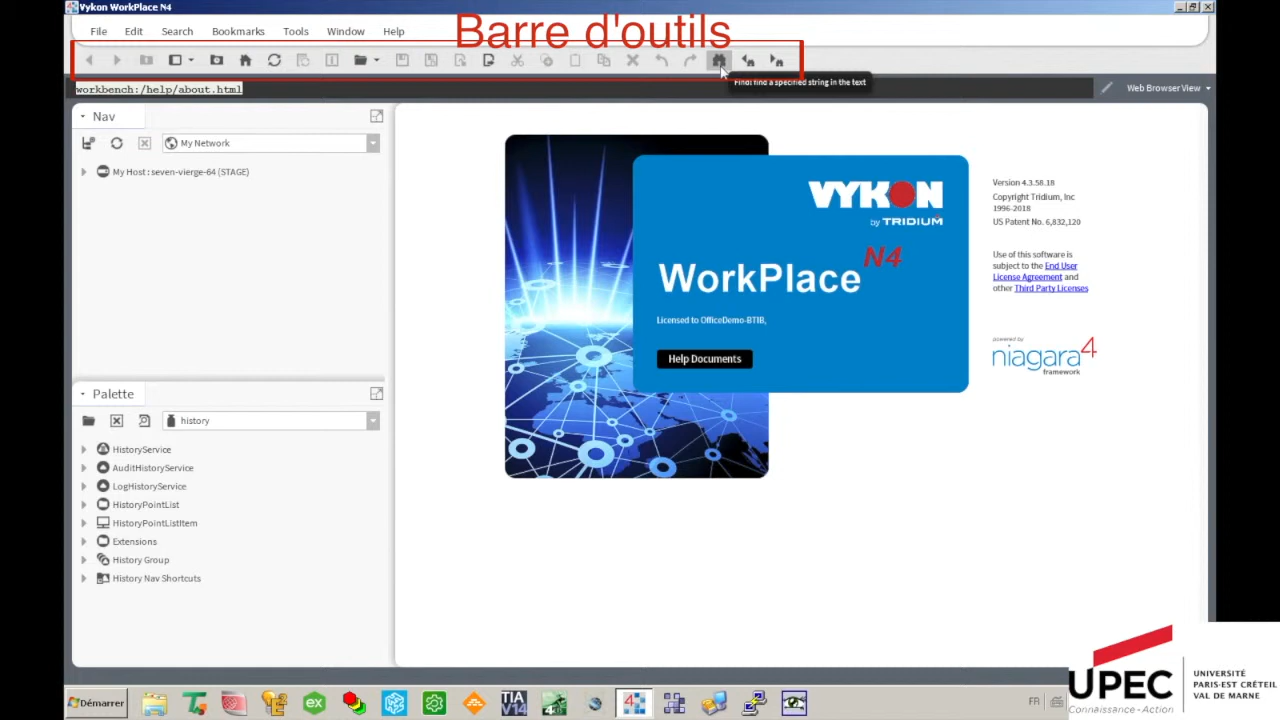 Vykon WorkPlace N4
Barre d'outils
File Edit Search Bookmarks Tools Window Help
Find: find a specified string in the text
workbench:/help/about.html
Web Browser View
Nav
My Network
My Host : seven-vierge-64 (STAGE)
VYKON
by TRIDIUM
WorkPlace N4
Licensed to OfficeDemo-BTIB,
Help Documents
Version 4.3.58.18
Copyright Tridium, Inc
1996-2018
US Patent No. 6,832,120
Use of this software is
subject to the End User
License Agreement and
other Third Party Licenses
powered by
niagara4
framework
Palette
history
HistoryService
AuditHistoryService
LogHistoryService
HistoryPointList
HistoryPointListItem
Extensions
History Group
History Nav Shortcuts
Démarrer
ex
TIA
V14
4
FR
UPEC
Connaissance - Action
UNIVERSITÉ
PARIS-EST CRÉTEIL
VAL DE MARNE